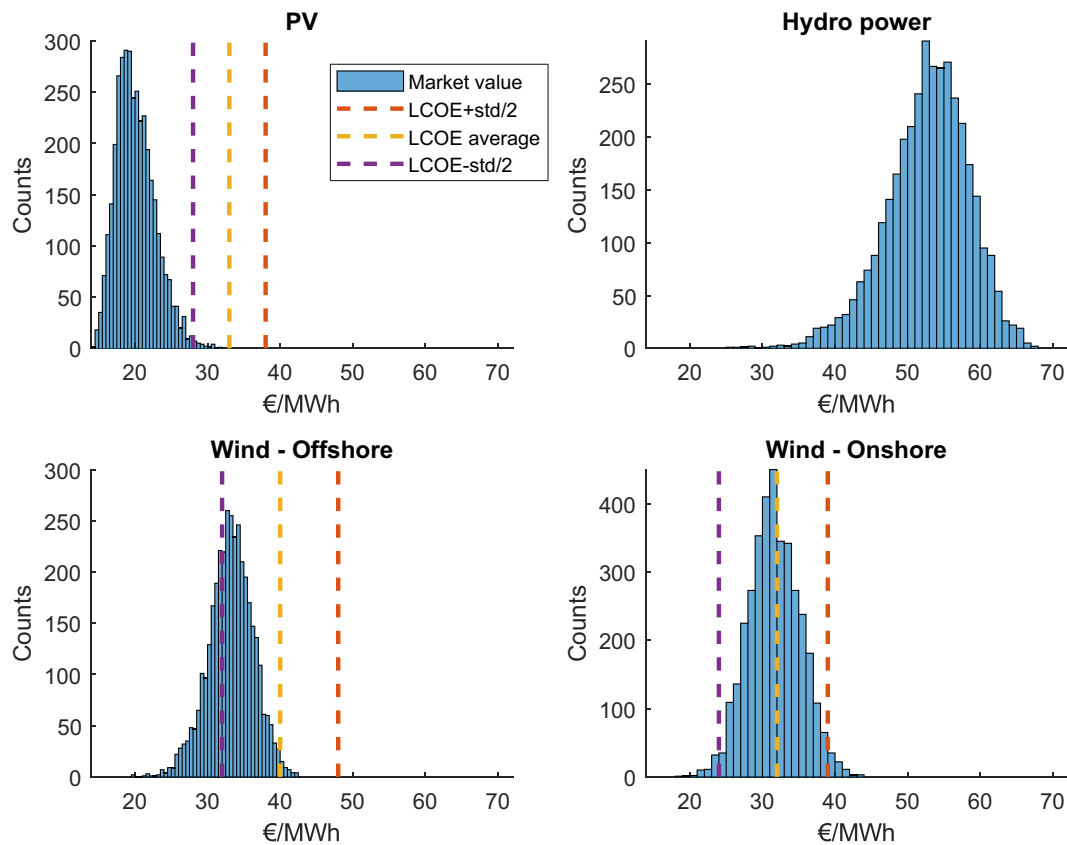 PV
300
250
200
150
100
50
0
Counts
20 30 40 50 60 70
€/MWh
Market value
LCOE+std/2
LCOE average
LCOE-std/2
Hydro power
250
200
150
100
50
0
Counts
20 30 40 50 60 70
€/MWh
Wind - Offshore
300
250
200
150
100
50
0
Counts
20 30 40 50 60 70
€/MWh
Wind - Onshore
400
300
200
100
0
Counts
20 30 40 50 60 70
€/MWh